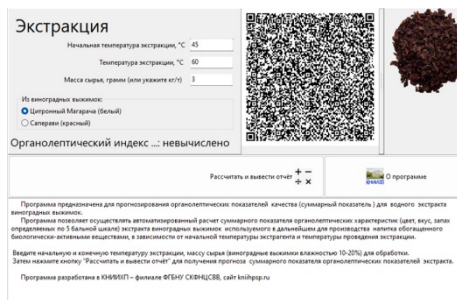 Экстракция
Начальная температура экстракции, °C 45
Температура экстракции, °C 60
Масса сырья, грамм (или укажите кг/т) 3
Из виноградных выжимок:
Цитронный Магарача (белый)
Саперави (красный)
Органолептический индекс ...: невычислено
Рассчитать и вывести отчёт
О программе
Программа предназначена для прогнозирования органолептических показателей качества (суммарный показатель ) для водного экстракта
виноградных выжимок.
Программа позволяет осуществлять автоматизированный расчет суммарного показателя органолептических характеристик (цвет, вкус, запах
определяемых по 5 бальной шкале) экстракта виноградных выжимок используемого в дальнейшем для производства напитка обогащенного
биологически-активными веществами, в зависимости от начальной температуры экстрагента и температуры проведения экстракции.
Введите начальную и конечную температуру экстракции, массу сырья (виноградные выжимки влажностью 10-20%) для обработки.
Затем нажмите кнопку "Рассчитать и вывести отчёт" для получения прогноза суммарного показателя органолептических показателей экстракта.
Программа разработана в КНИИХП – филиале ФГБНУ СКФНЦСВВ, сайт kniihpsp.ru